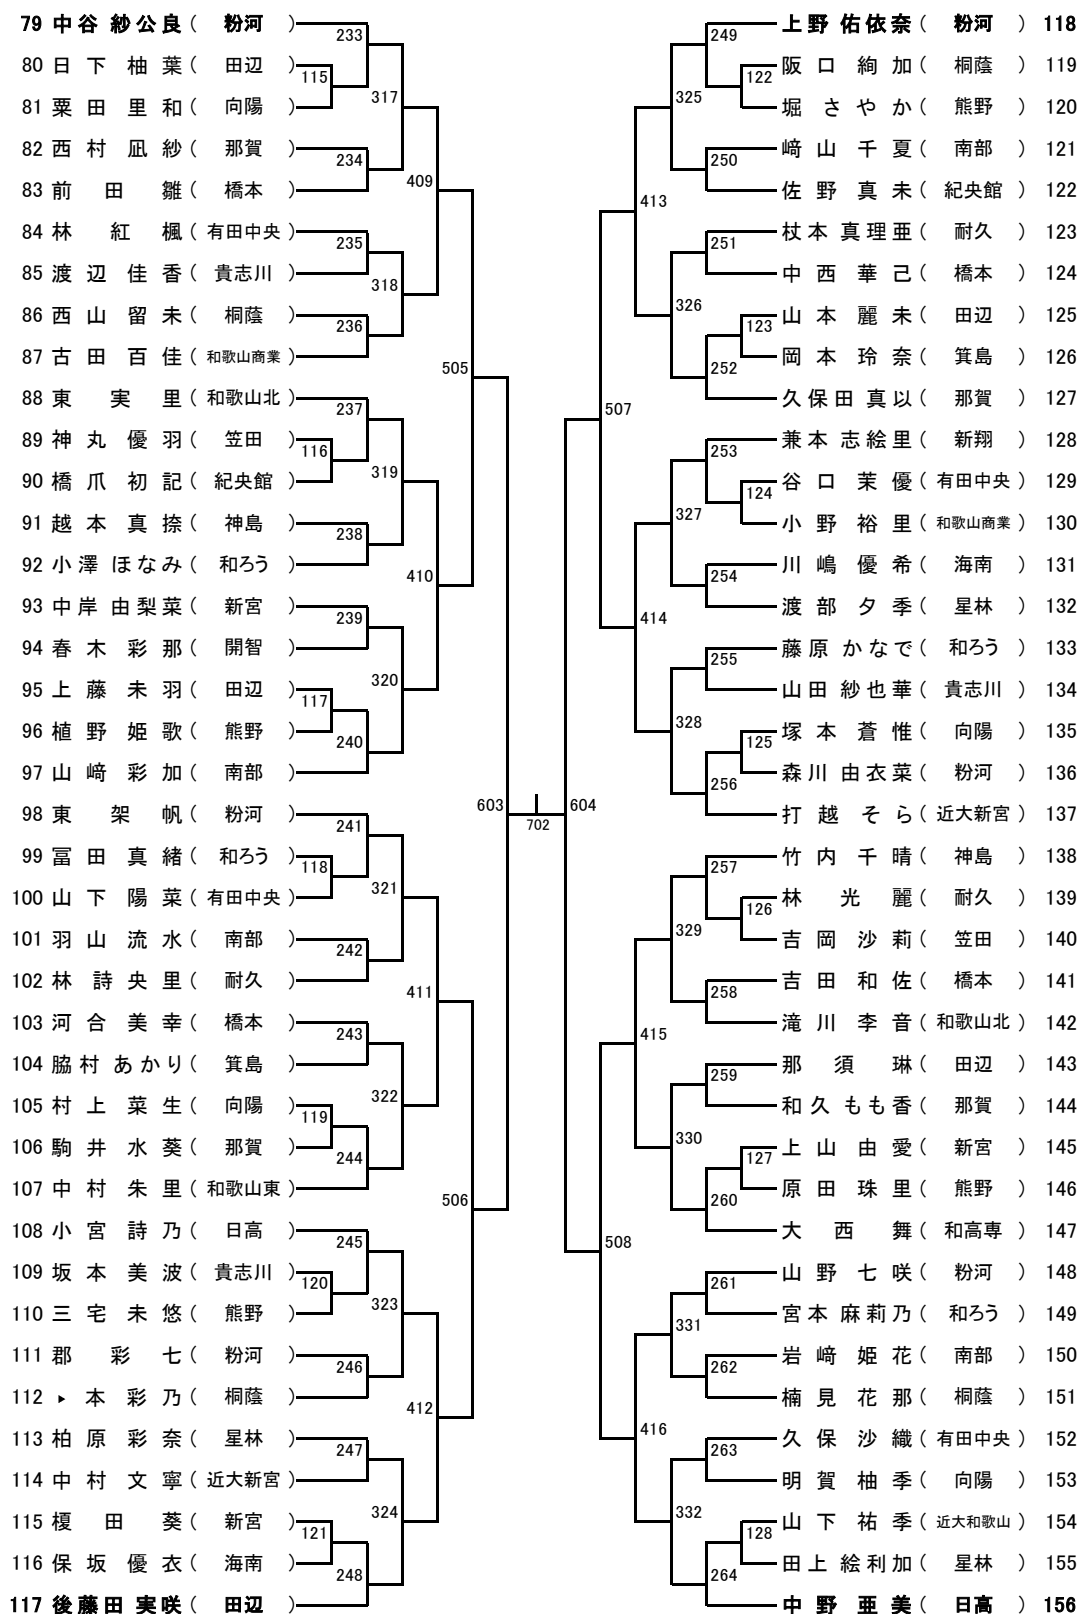 79 中谷 紗公良 ( 粉河 )
80 日下柚葉 ( 田辺 )
81 粟田里和 ( 向陽 )
82 西村凪紗 ( 那賀 )
83 前田雛 ( 橋本 )
84 林紅楓 ( 有田中央 )
85 渡辺佳香 ( 貴志川 )
86 西山留未 ( 桐蔭 )
87 古田百佳 ( 和歌山商業 )
88 東実里 ( 和歌山北 )
89 神丸優羽 ( 笠田 )
90 橋爪初記 ( 紀央館 )
91 越本真捺 ( 神島 )
92 小澤 ほなみ ( 和ろう )
93 中岸 由梨菜 ( 新宮 )
94 春木彩那 ( 開智 )
95 上藤未羽 ( 田辺 )
96 植野姫歌 ( 熊野 )
97 山﨑彩加 ( 南部 )
98 東架帆 ( 粉河 )
99 冨田真緒 ( 和ろう )
100 山下陽菜 ( 有田中央 )
101 羽山流水 ( 南部 )
102 林詩央里 ( 耐久 )
103 河合美幸 ( 橋本 )
104 脇村 あかり ( 箕島 )
105 村上菜生 ( 向陽 )
106 駒井水葵 ( 那賀 )
107 中村朱里 ( 和歌山東 )
108 小宮詩乃 ( 日高 )
109 坂本美波 ( 貴志川 )
110 三宅未悠 ( 熊野 )
111 郡彩七 ( 粉河 )
112 ▸本彩乃 ( 桐蔭 )
113 柏原彩奈 ( 星林 )
114 中村文寧 ( 近大新宮 )
115 榎田葵 ( 新宮 )
116 保坂優衣 ( 海南 )
117 後藤田 実咲 ( 田辺 )
233
115
317
234
409
235
318
236
505
237
116
319
238
410
239
320
117
240
603
241
118
321
242
411
243
322
119
244
506
245
120
323
246
412
247
324
121
248
702
604
249
122
325
250
413
251
326
123
252
507
253
124
327
254
414
255
328
125
256
257
126
329
258
415
259
330
127
260
508
261
331
262
416
263
332
128
264
上野 佑依奈 ( 粉河 ) 118
阪口絢加 ( 桐蔭 ) 119
堀さやか ( 熊野 ) 120
﨑山千夏 ( 南部 ) 121
佐野真未 ( 紀央館 ) 122
杖本 真理亜 ( 耐久 ) 123
中西華己 ( 橋本 ) 124
山本麗未 ( 田辺 ) 125
岡本玲奈 ( 箕島 ) 126
久保田 真以 ( 那賀 ) 127
兼本 志絵里 ( 新翔 ) 128
谷口茉優 ( 有田中央 ) 129
小野裕里 ( 和歌山商業 ) 130
川嶋優希 ( 海南 ) 131
渡部夕季 ( 星林 ) 132
藤原 かなで ( 和ろう ) 133
山田 紗也華 ( 貴志川 ) 134
塚本蒼惟 ( 向陽 ) 135
森川 由衣菜 ( 粉河 ) 136
打越そら ( 近大新宮 ) 137
竹内千晴 ( 神島 ) 138
林光麗 ( 耐久 ) 139
吉岡沙莉 ( 笠田 ) 140
吉田和佐 ( 橋本 ) 141
滝川李音 ( 和歌山北 ) 142
那須琳 ( 田辺 ) 143
和久 もも香 ( 那賀 ) 144
上山由愛 ( 新宮 ) 145
原田珠里 ( 熊野 ) 146
大西舞 ( 和高専 ) 147
山野七咲 ( 粉河 ) 148
宮本 麻莉乃 ( 和ろう ) 149
岩﨑姫花 ( 南部 ) 150
楠見花那 ( 桐蔭 ) 151
久保沙織 ( 有田中央 ) 152
明賀柚季 ( 向陽 ) 153
山下祐季 ( 近大和歌山 ) 154
田上 絵利加 ( 星林 ) 155
中野亜美 ( 日高 ) 156